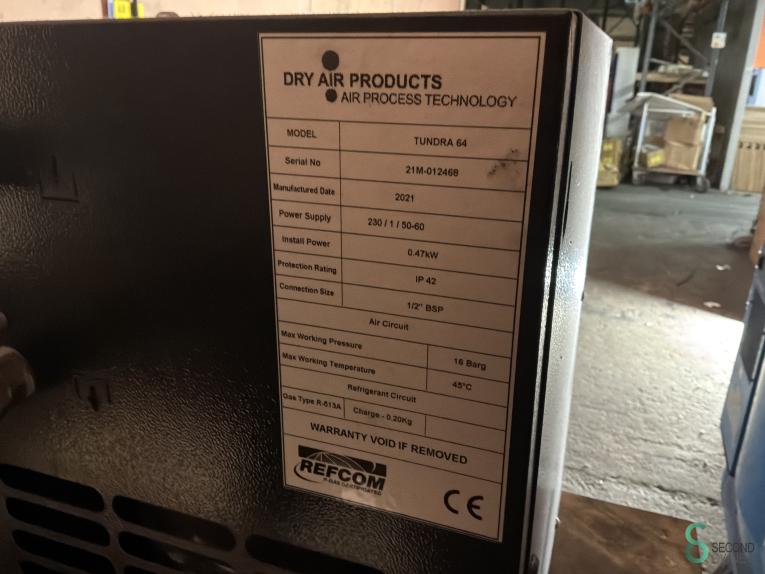 DRY AIR PRODUCTS
AIR PROCESS TECHNOLOGY
MODEL TUNDRA 64
Serial No 21M-012468
Manufactured Date 2021
Power Supply 230 / 1 / 50-60
Install Power 0.47kW
Protection Rating IP 42
Connection Size 1/2" BSP
Air Circuit
Max Working Pressure 16 Barg
Max Working Temperature 45°C
Refrigerant Circuit
Gas Type R-513A Charge - 0.20Kg
WARRANTY VOID IF REMOVED
REFCOM
F-GAS CERTIFICATED
CE
SECOND